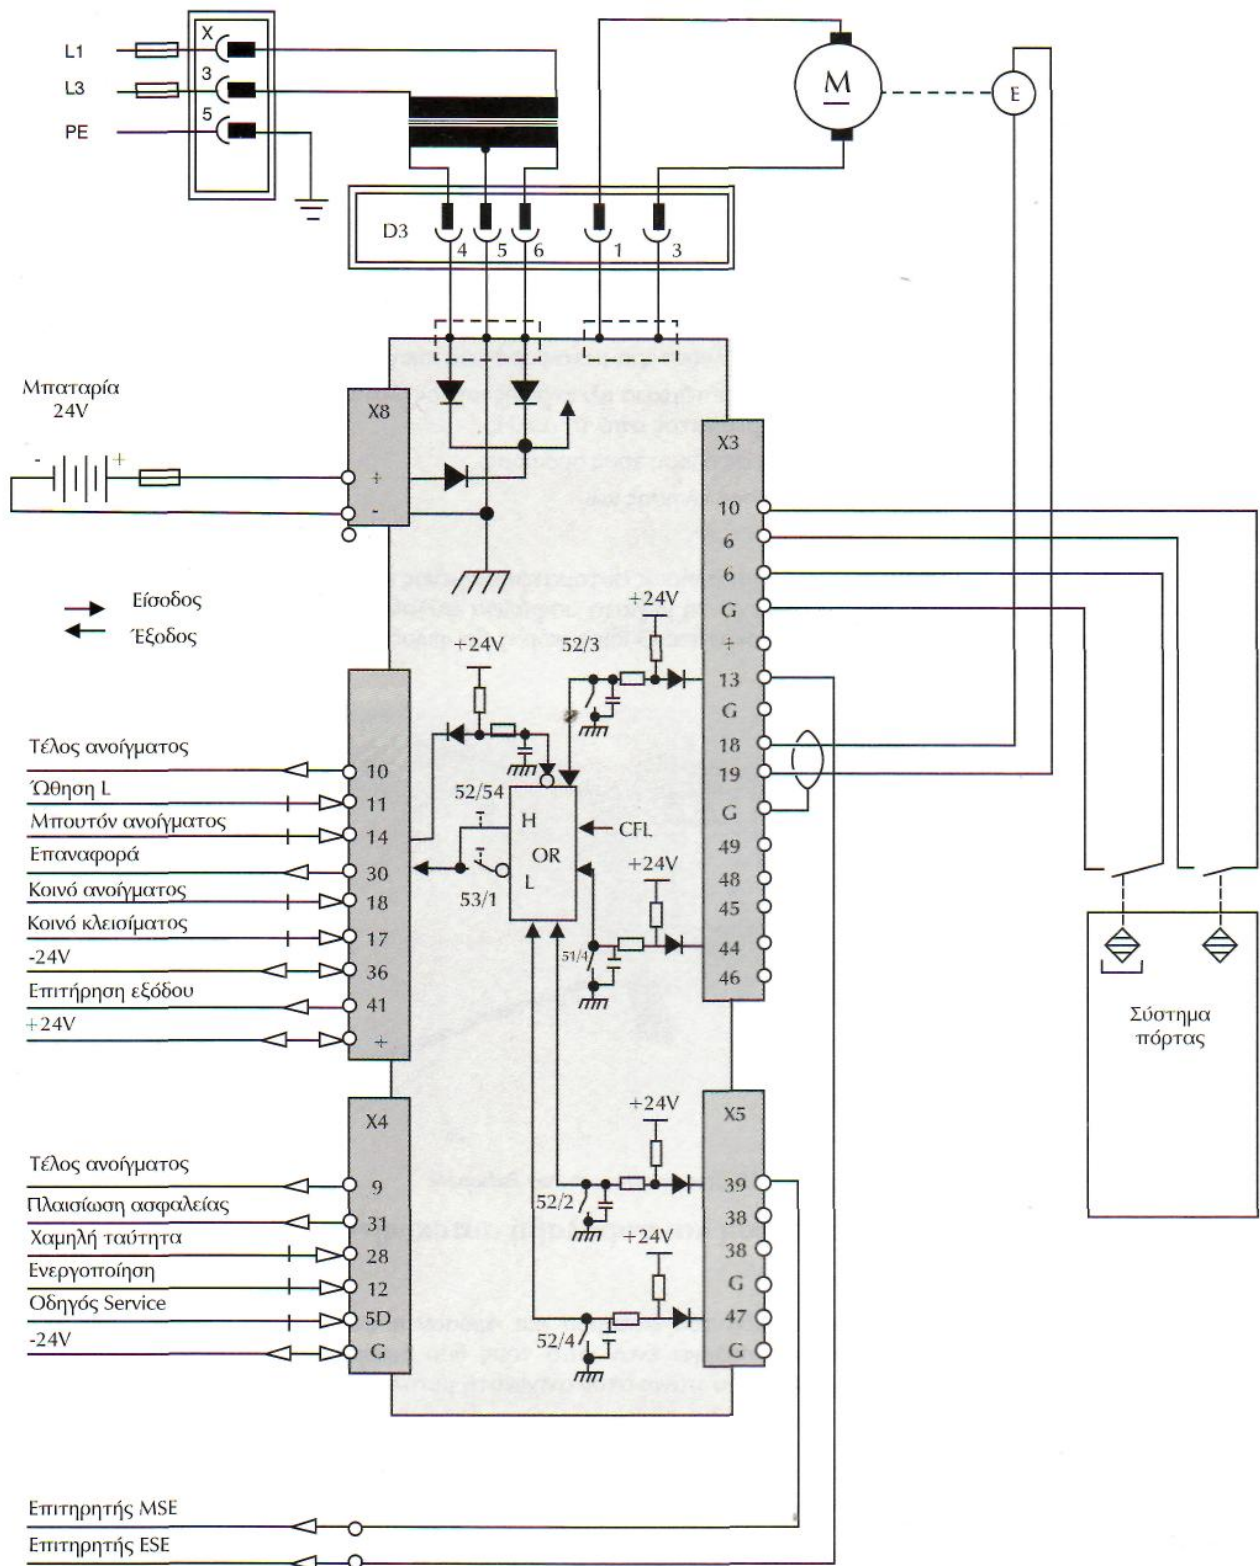 L1
L3
PE
X
3
5
M
E
D3
4
5
6
1
3
Μπαταρία
24V
-
+
X8
+
-
X3
10
6
6
G
+
13
G
18
19
G
49
48
45
44
46
Είσοδος
Έξοδος
+24V
52/3
+24V
52/54
H
OR
L
CFL
53/1
+24V
51/4
Τέλος ανοίγματος
10
Ώθηση L
11
Μπουτόν ανοίγματος
14
Επαναφορά
30
Κοινό ανοίγματος
18
Κοινό κλεισίματος
17
-24V
36
Επιτήρηση εξόδου
41
+24V
+
Σύστημα
πόρτας
X4
Τέλος ανοίγματος
9
Πλαισίωση ασφαλείας
31
Χαμηλή ταύτητα
28
Ενεργοποίηση
12
Οδηγός Service
5D
-24V
G
+24V
52/2
+24V
52/4
X5
39
38
38
G
47
G
Επιτηρητής MSE
Επιτηρητής ESE